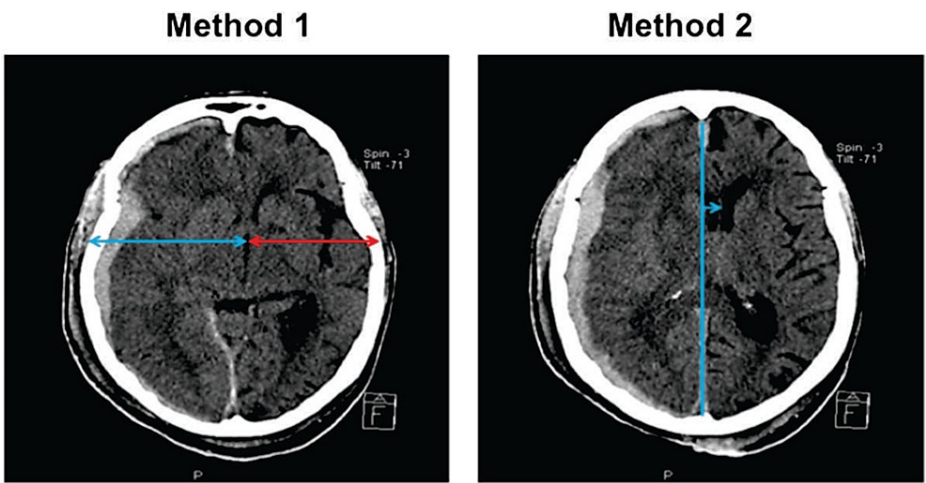 Method 1
Method 2
Spin -3
Tilt -71
Spin -3
Tilt -71
A
F
A
F
P
P